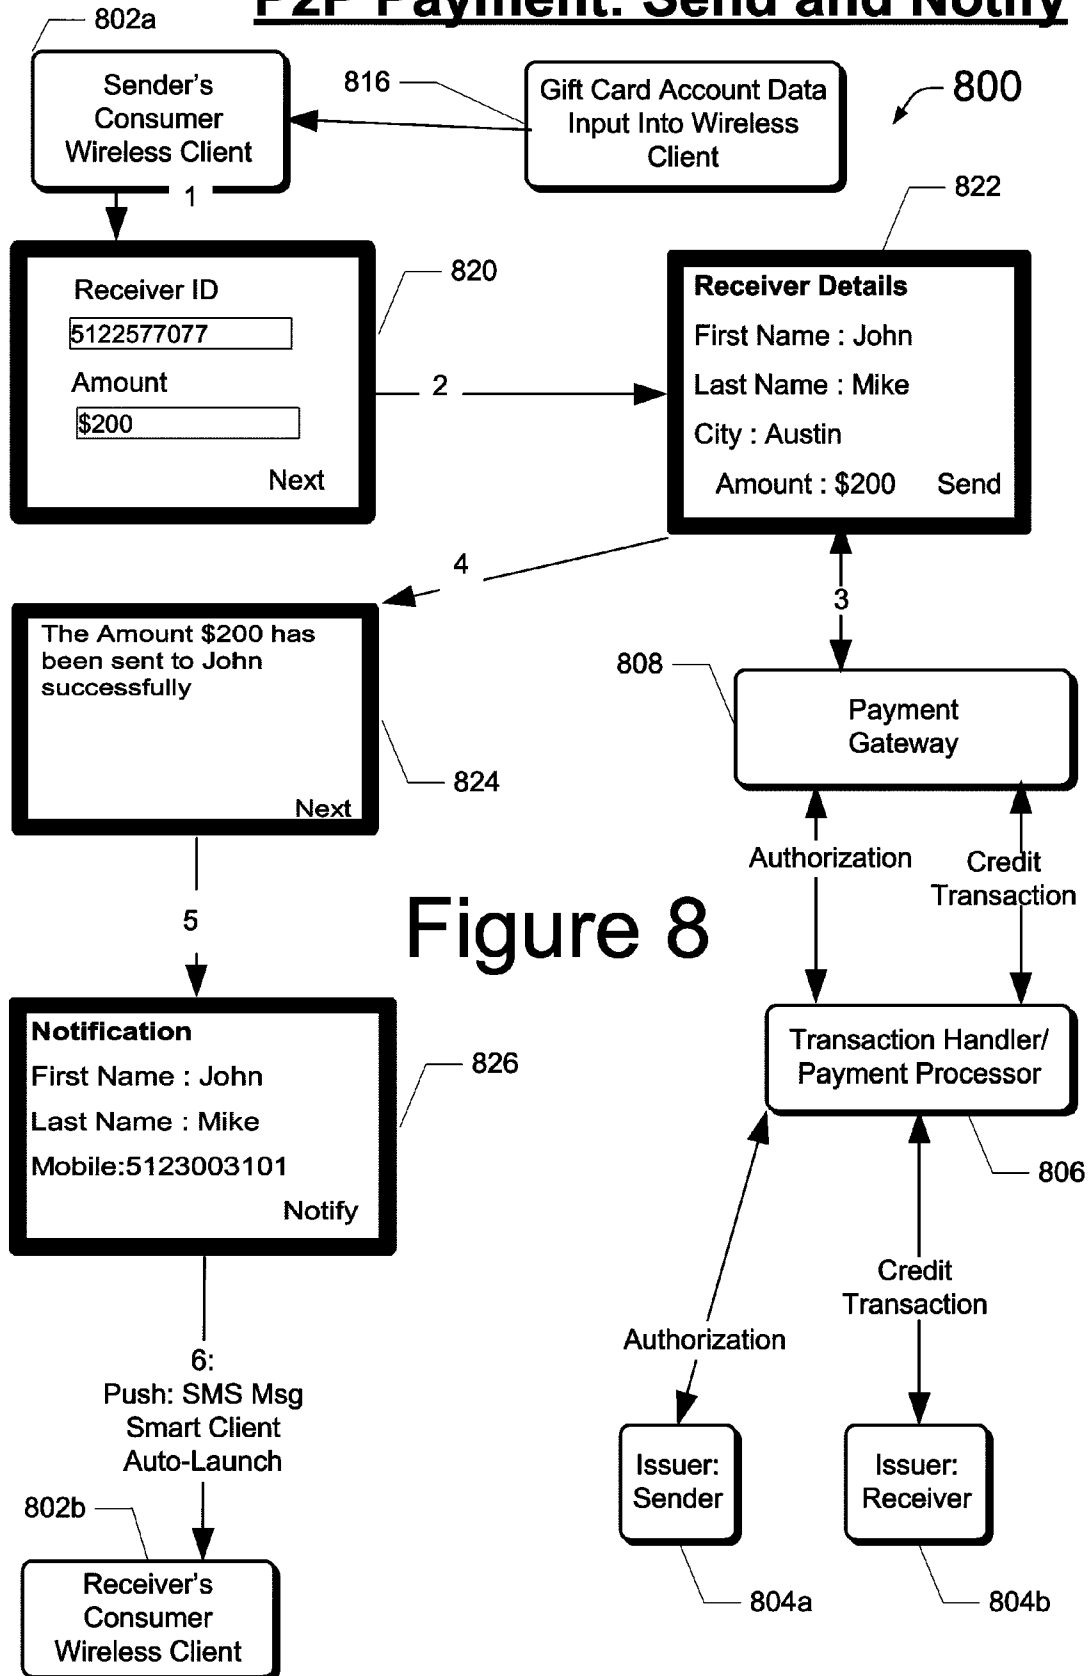 P2P Payment: Send and Notify
802a
Sender's
Consumer
Wireless Client
816
Gift Card Account Data
Input Into Wireless
Client
800
1
822
Receiver ID
5122577077
Amount
$200
Next
820
2
Receiver Details
First Name : John
Last Name : Mike
City : Austin
Amount : $200 Send
4
3
The Amount $200 has
been sent to John
successfully
Next
824
808
Payment
Gateway
Authorization
Credit
Transaction
5
Figure 8
Notification
First Name : John
Last Name : Mike
Mobile:5123003101
Notify
826
Transaction Handler/
Payment Processor
806
Credit
Transaction
Authorization
6:
Push: SMS Msg
Smart Client
Auto-Launch
Issuer:
Sender
Issuer:
Receiver
802b
804a
804b
Receiver's
Consumer
Wireless Client